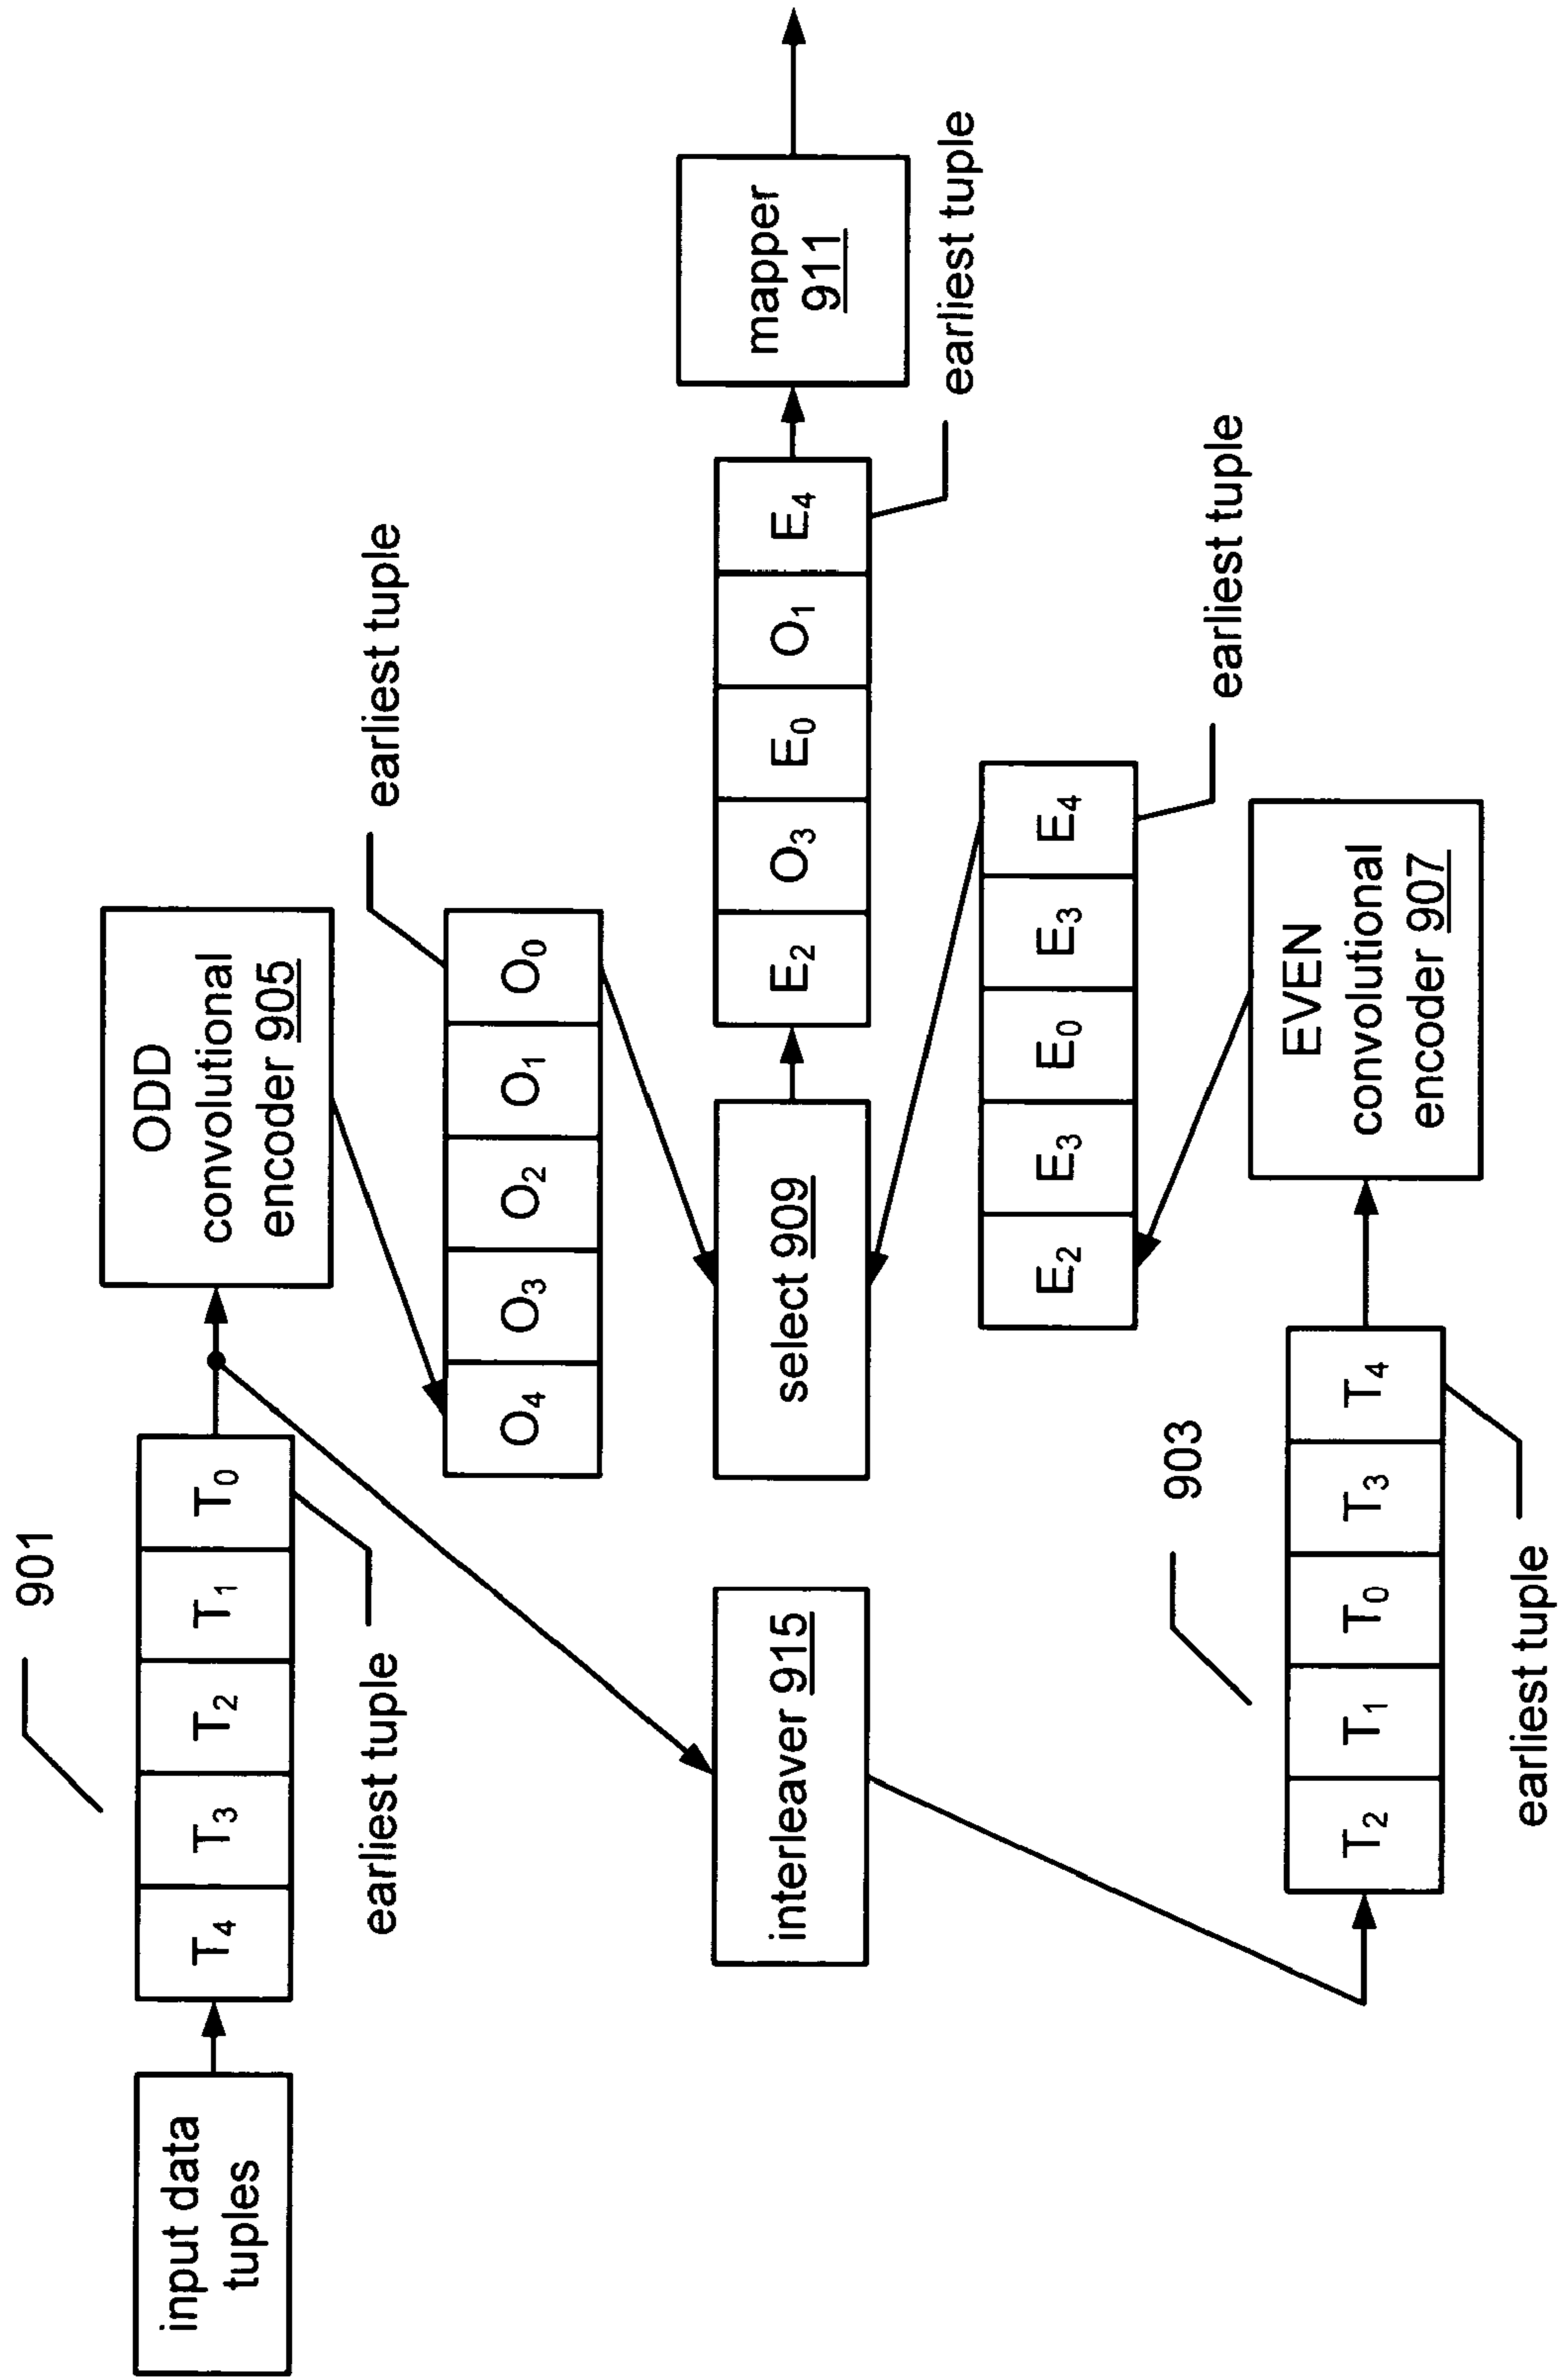 901
input data
tuples
T4 T3 T2 T1 T0
earliest tuple
ODD
convolutional
encoder 905
O4 O3 O2 O1 O0
earliest tuple
interleaver 915
select 909
E2 O3 E0 O1 E4
earliest tuple
mapper
911
E2 E3 E0 E3 E4
earliest tuple
903
T2 T1 T0 T3 T4
earliest tuple
EVEN
convolutional
encoder 907